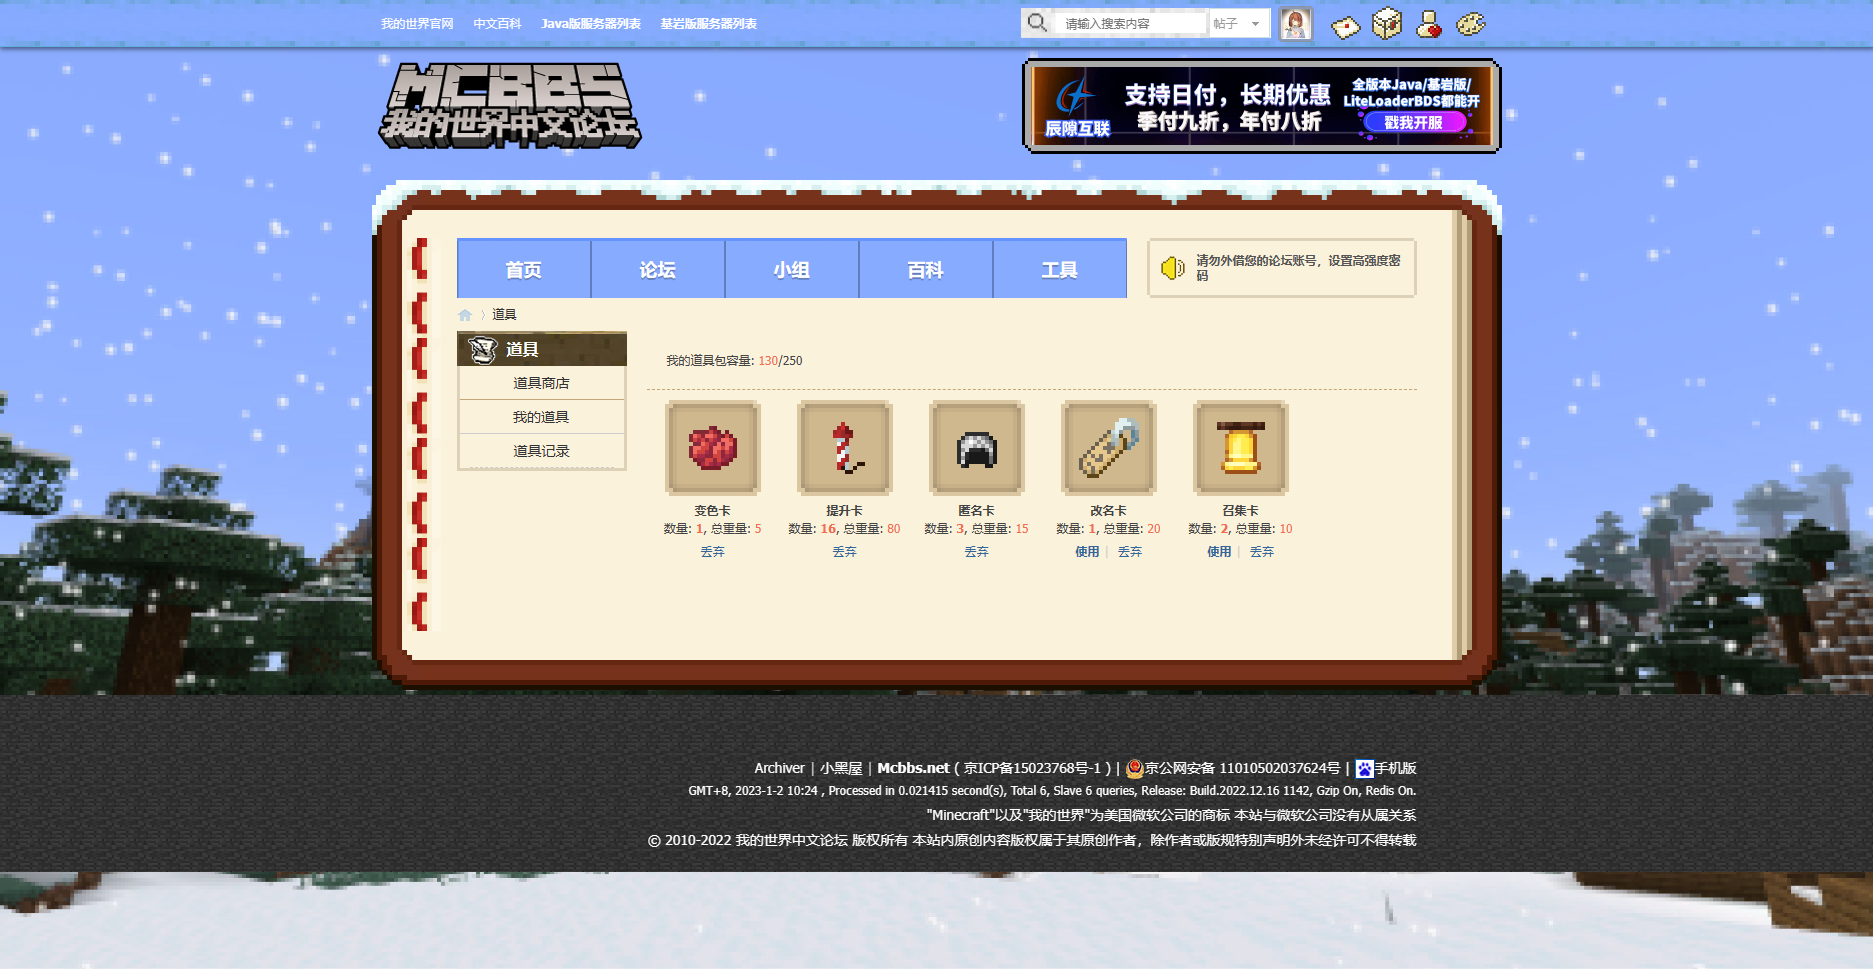 我的世界官网 中文百科 Java版服务器列表 基岩版服务器列表
请输入搜索内容 帖子
MCBBS
我的世界中文论坛
辰隙互联
支持日付，长期优惠
季付九折，年付八折
全版本Java/基岩版/
LiteLoaderBDS都能开
戳我开服
首页 论坛 小组 百科 工具
请勿外借您的论坛账号，设置高强度密
码
道具
道具
道具商店
我的道具
道具记录
我的道具包容量: 130/250
变色卡 提升卡 匿名卡 改名卡 召集卡
数量: 1, 总重量: 5 数量: 16, 总重量: 80 数量: 3, 总重量: 15 数量: 1, 总重量: 20 数量: 2, 总重量: 10
丢弃 丢弃 丢弃 使用 | 丢弃 使用 | 丢弃
Archiver | 小黑屋 | Mcbbs.net ( 京ICP备15023768号-1 ) | 京公网安备 11010502037624号 | 手机版
GMT+8, 2023-1-2 10:24 , Processed in 0.021415 second(s), Total 6, Slave 6 queries, Release: Build.2022.12.16 1142, Gzip On, Redis On.
"Minecraft"以及"我的世界"为美国微软公司的商标 本站与微软公司没有从属关系
© 2010-2022 我的世界中文论坛 版权所有 本站内原创内容版权属于其原创作者，除作者或版规特别声明外未经许可不得转载